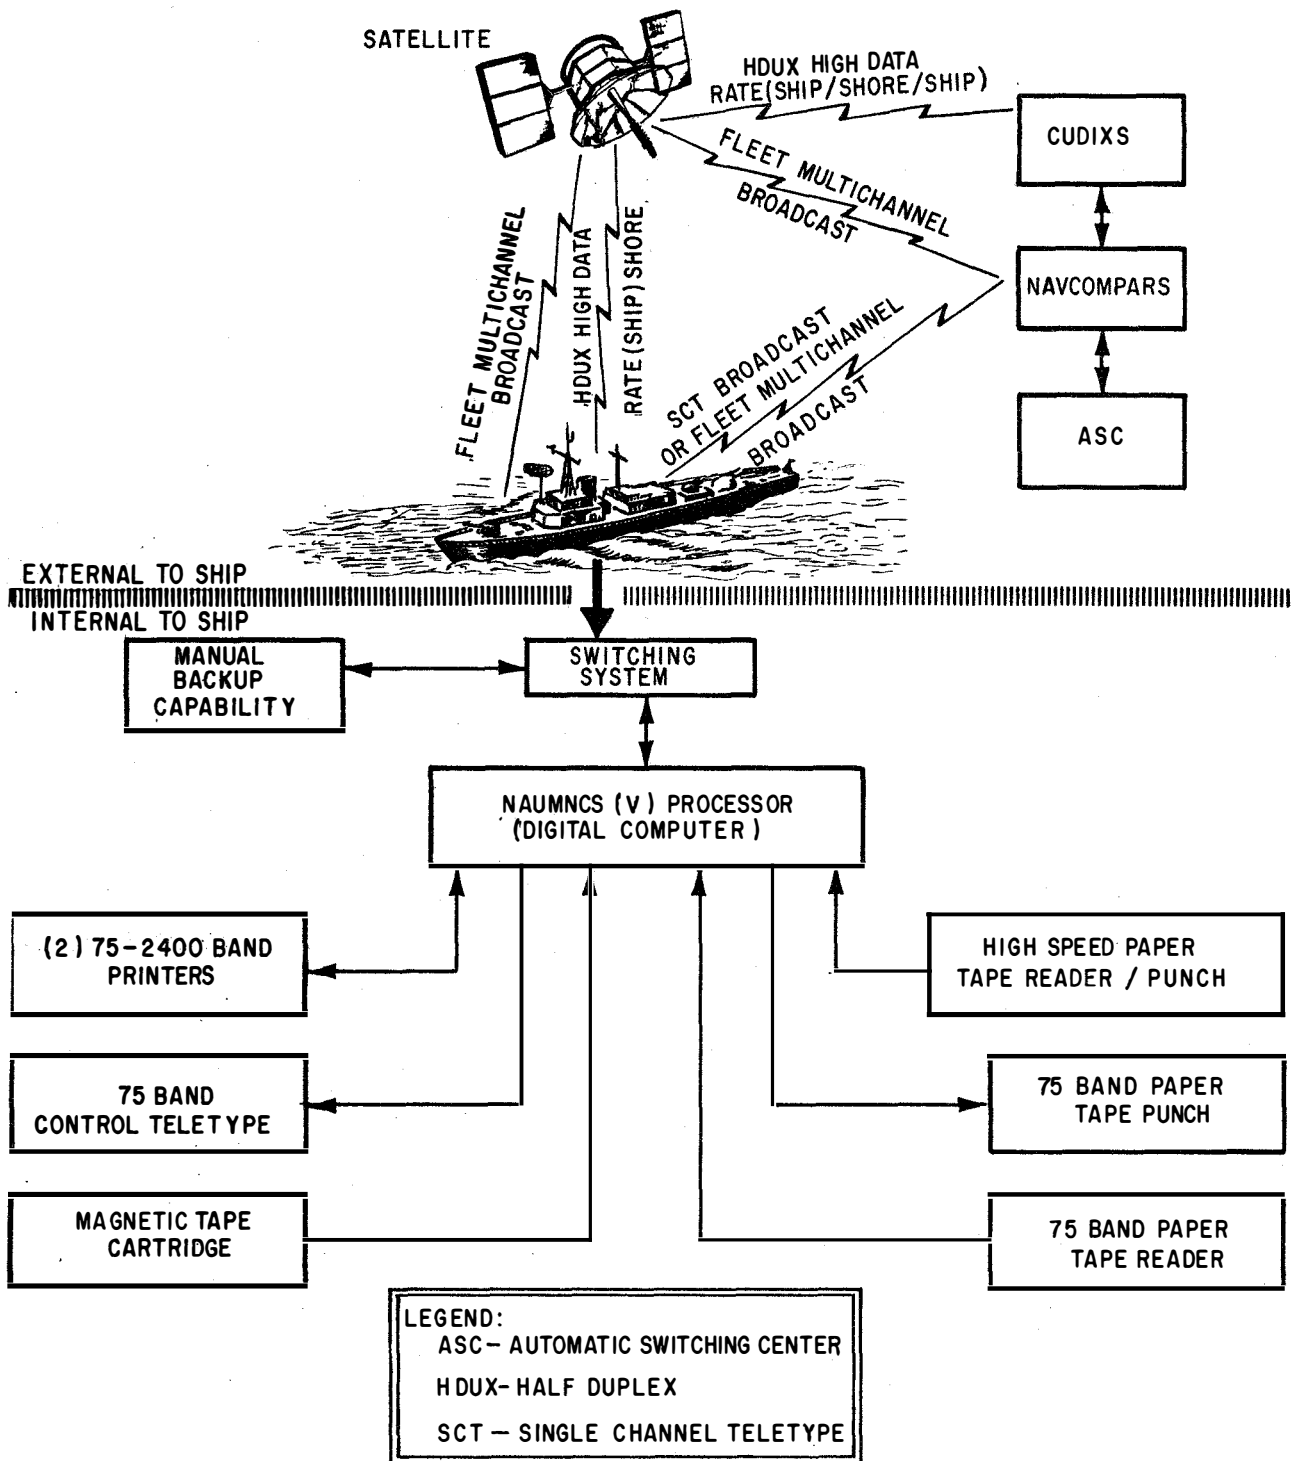 SATELLITE
HDUX HIGH DATA
RATE(SHIP/SHORE/SHIP)
CUDIXS
FLEET MULTICHANNEL
BROADCAST
NAVCOMPARS
ASC
FLEET MULTICHANNEL
BROADCAST
HDUX HIGH DATA
RATE(SHIP)SHORE
SCT BROADCAST
OR FLEET MULTICHANNEL
BROADCAST
EXTERNAL TO SHIP
INTERNAL TO SHIP
MANUAL
BACKUP
CAPABILITY
SWITCHING
SYSTEM
NAUMNCS (V) PROCESSOR
(DIGITAL COMPUTER)
(2) 75-2400 BAND
PRINTERS
HIGH SPEED PAPER
TAPE READER / PUNCH
75 BAND
CONTROL TELETYPE
75 BAND PAPER
TAPE PUNCH
MAGNETIC TAPE
CARTRIDGE
75 BAND PAPER
TAPE READER
LEGEND:
ASC- AUTOMATIC SWITCHING CENTER
HDUX-HALF DUPLEX
SCT - SINGLE CHANNEL TELETYPE